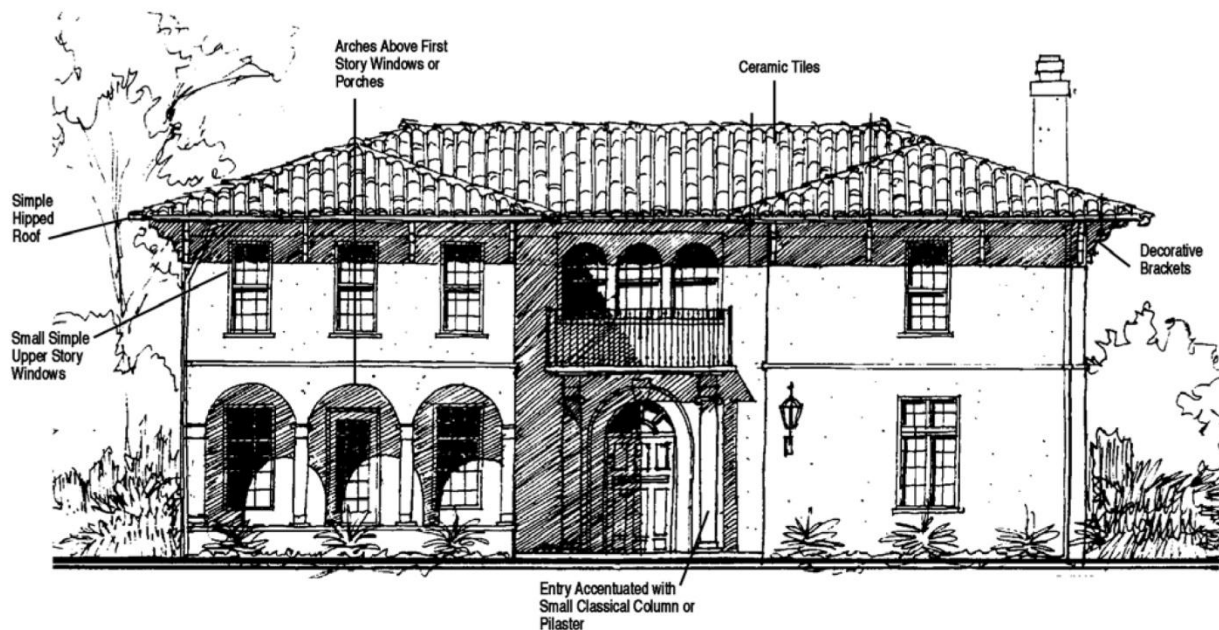 Arches Above First
Story Windows or
Porches
Ceramic Tiles
Simple
Hipped
Roof
Decorative
Brackets
Small Simple
Upper Story
Windows
Entry Accentuated with
Small Classical Column or
Pilaster